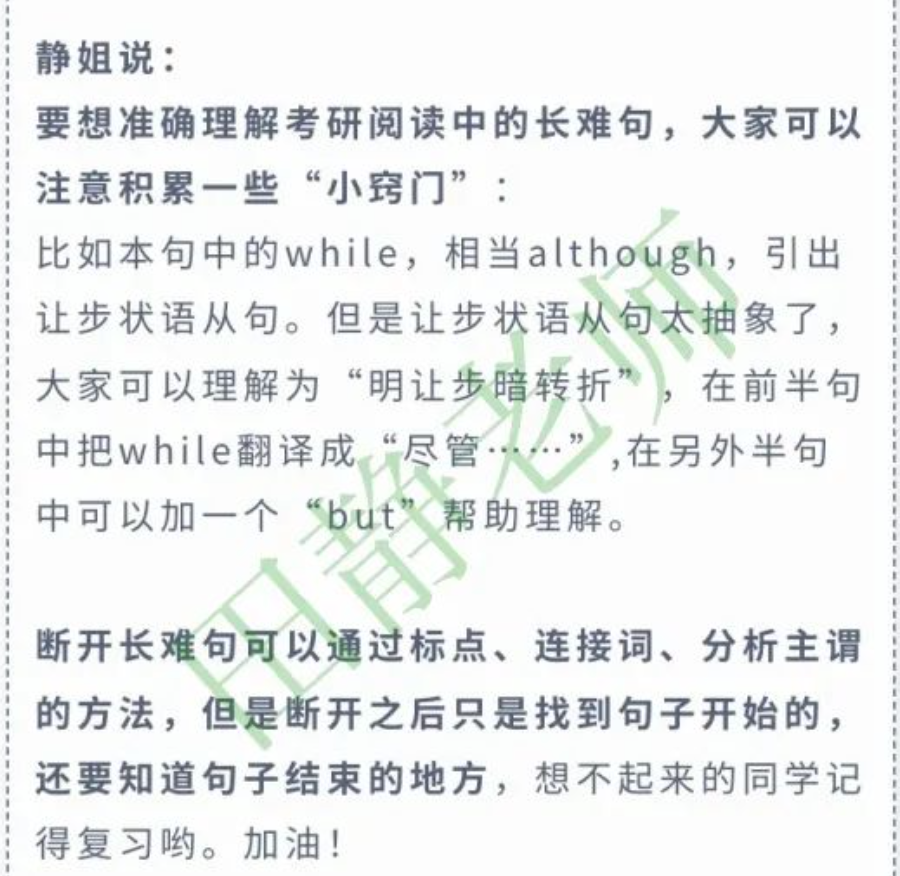 静姐说：
要想准确理解考研阅读中的长难句，大家可以
注意积累一些“小窍门”：
比如本句中的while，相当although，引出
让步状语从句。但是让步状语从句太抽象了，
大家可以理解为“明让步暗转折”，在前半句
中把while翻译成“尽管……”,在另外半句
中可以加一个“but”帮助理解。
断开长难句可以通过标点、连接词、分析主谓
的方法，但是断开之后只是找到句子开始的，
还要知道句子结束的地方，想不起来的同学记
得复习哟。加油！
田静老师